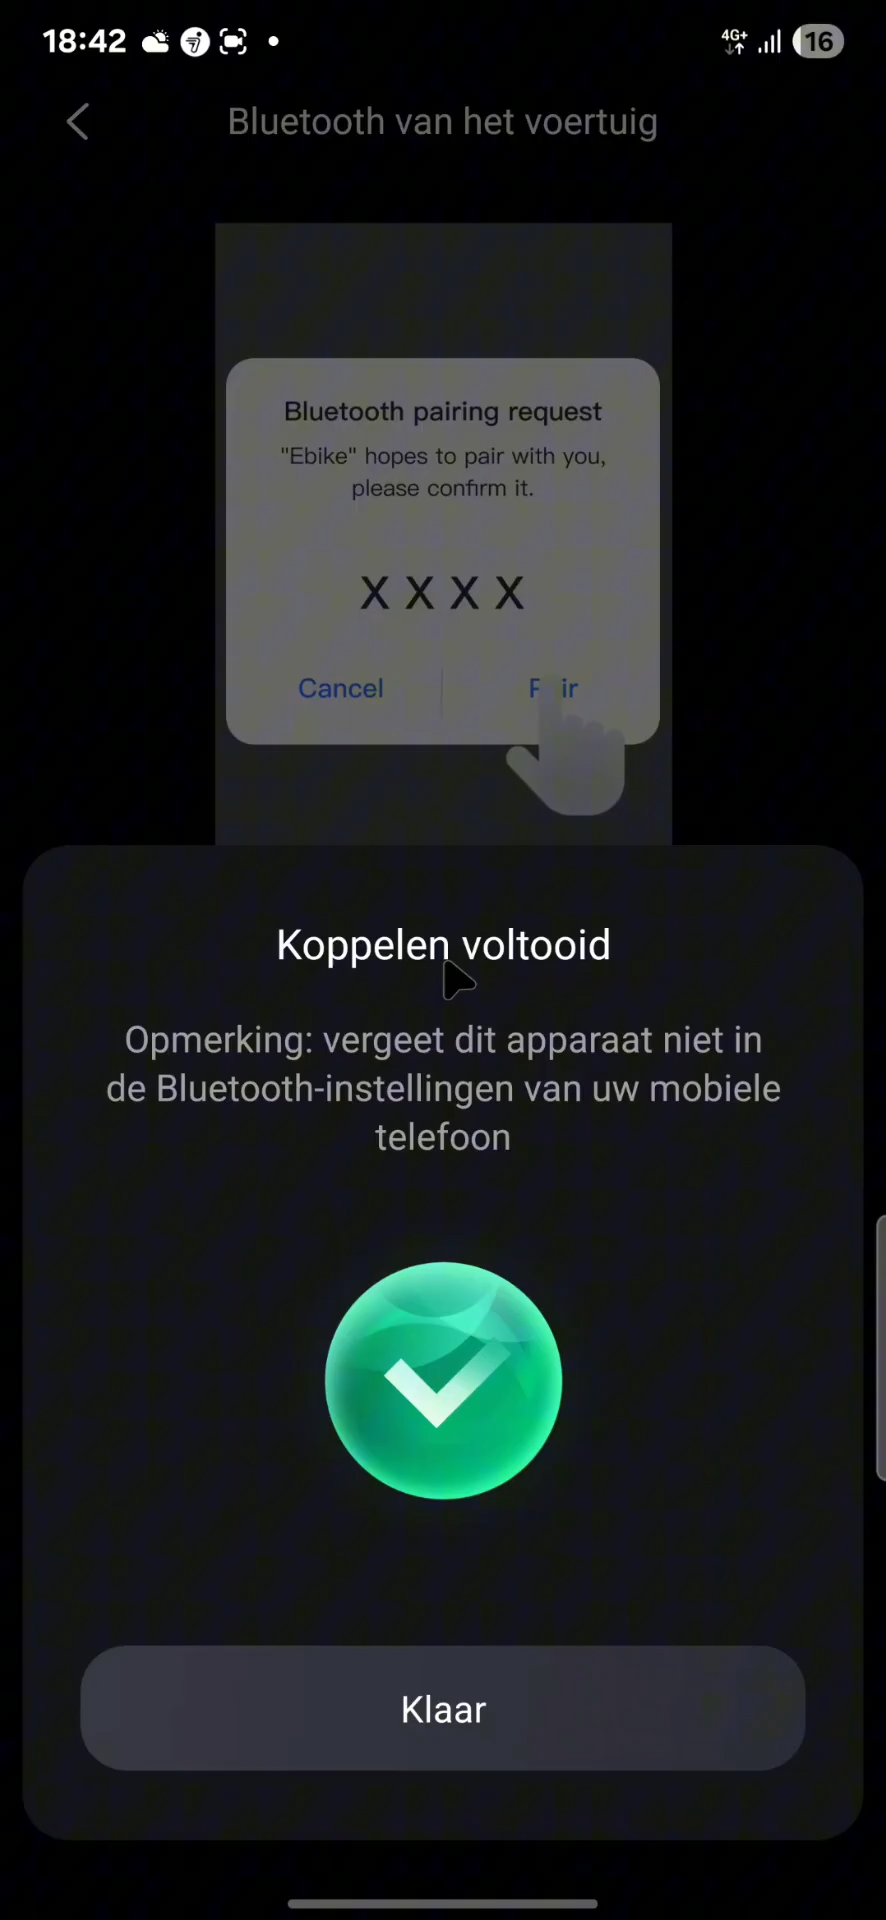 18:42
4G+
16
Bluetooth van het voertuig
Bluetooth pairing request
"Ebike" hopes to pair with you,
please confirm it.
X X X X
Cancel
Koppelen voltooid
Opmerking: vergeet dit apparaat niet in
de Bluetooth-instellingen van uw mobiele
telefoon
Klaar